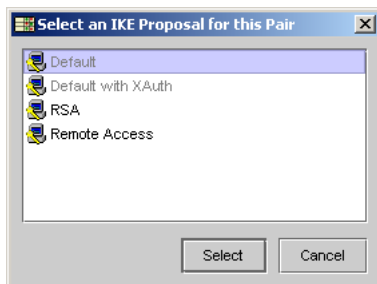 Select an IKE Proposal for this Pair
Default
Default with XAuth
RSA
Remote Access
Select
Cancel